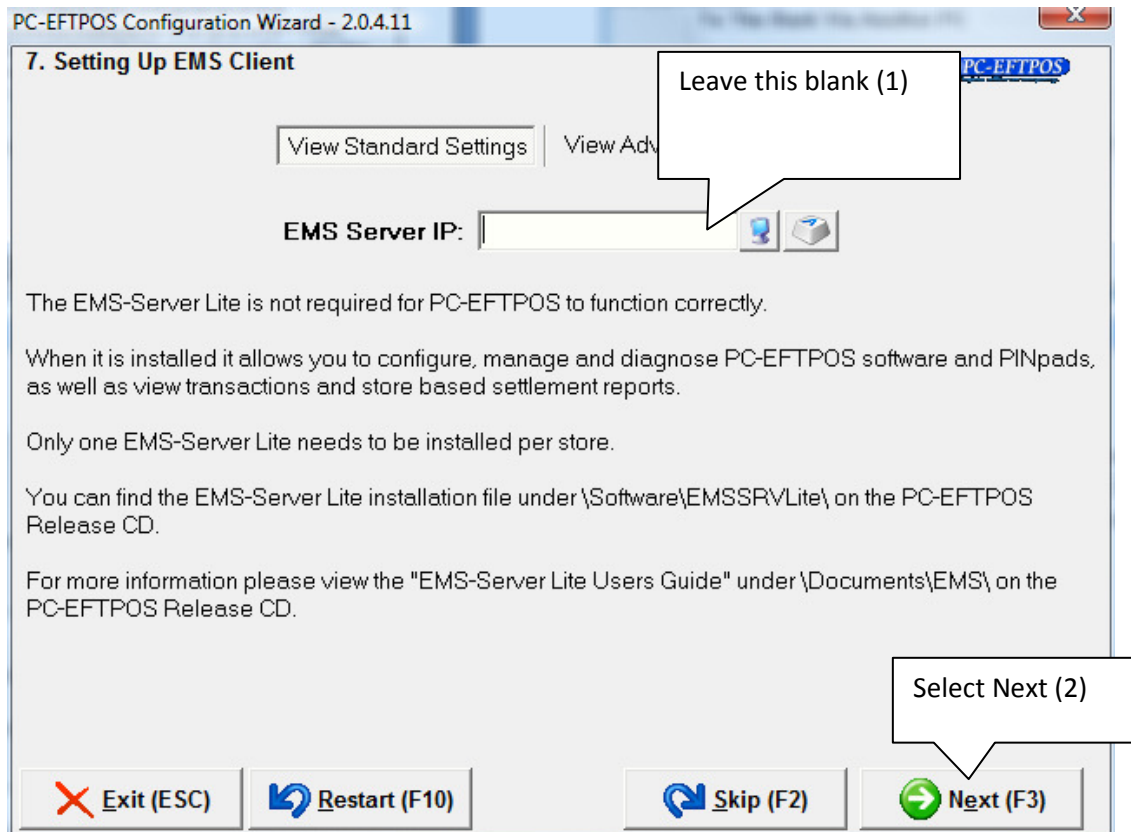 PC-EFTPOS Configuration Wizard - 2.0.4.11
7. Setting Up EMS Client
Leave this blank (1)
PC-EFTPOS
View Standard Settings
View Adv
EMS Server IP:
The EMS-Server Lite is not required for PC-EFTPOS to function correctly.
When it is installed it allows you to configure, manage and diagnose PC-EFTPOS software and PINpads,
as well as view transactions and store based settlement reports.
Only one EMS-Server Lite needs to be installed per store.
You can find the EMS-Server Lite installation file under \Software\EMSSRVLite\ on the PC-EFTPOS
Release CD.
For more information please view the "EMS-Server Lite Users Guide" under \Documents\EMS\ on the
PC-EFTPOS Release CD.
Select Next (2)
Exit (ESC)
Restart (F10)
Skip (F2)
Next (F3)